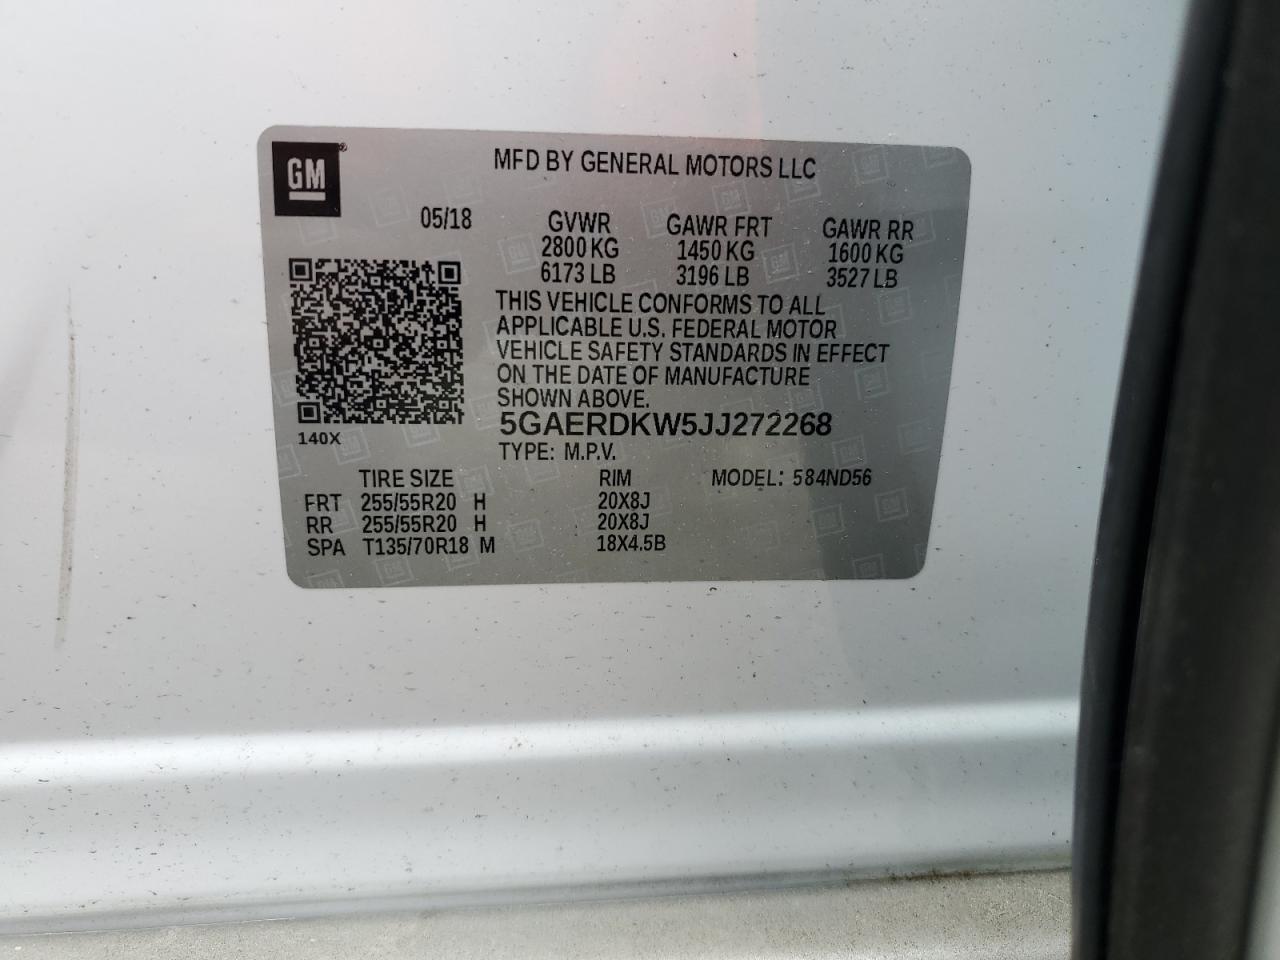 GM®
MFD BY GENERAL MOTORS LLC
05/18 GVWR GAWR FRT GAWR RR
2800 KG 1450 KG 1600 KG
6173 LB 3196 LB 3527 LB
THIS VEHICLE CONFORMS TO ALL
APPLICABLE U.S. FEDERAL MOTOR
VEHICLE SAFETY STANDARDS IN EFFECT
ON THE DATE OF MANUFACTURE
SHOWN ABOVE.
5GAERDKW5JJ272268
140X
TYPE: M.P.V.
TIRE SIZE RIM MODEL: 584ND56
FRT 255/55R20 H 20X8J
RR 255/55R20 H 20X8J
SPA T135/70R18 M 18X4.5B